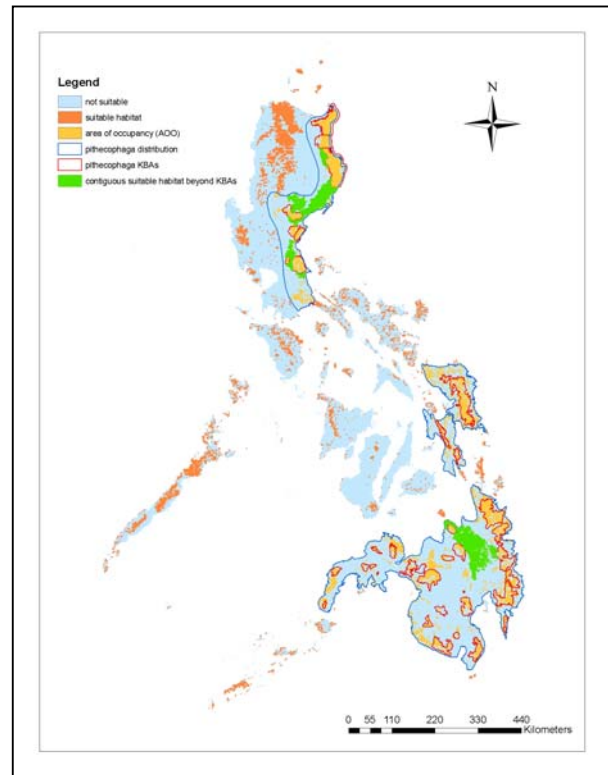 Legend
not suitable
suitable habitat
area of occupancy (AOO)
pithecophaga distribution
pithecophaga KBAs
contiguous suitable habitat beyond KBAs
N
0 55 110 220 330 440
Kilometers